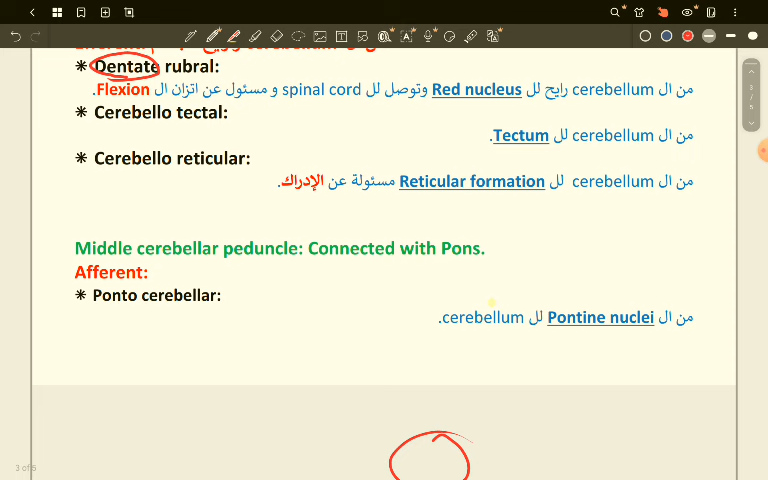 ✳ Dentate rubral:
من ال cerebellum رايح لل Red nucleus وتوصل لل spinal cord و مسئول عن اتزان ال Flexion.
✳ Cerebello tectal:
من ال cerebellum لل Tectum.
✳ Cerebello reticular:
من ال cerebellum لل Reticular formation مسئولة عن الإدراك.
Middle cerebellar peduncle: Connected with Pons.
Afferent:
✳ Ponto cerebellar:
من ال Pontine nuclei لل cerebellum.
3
5
3 of 5